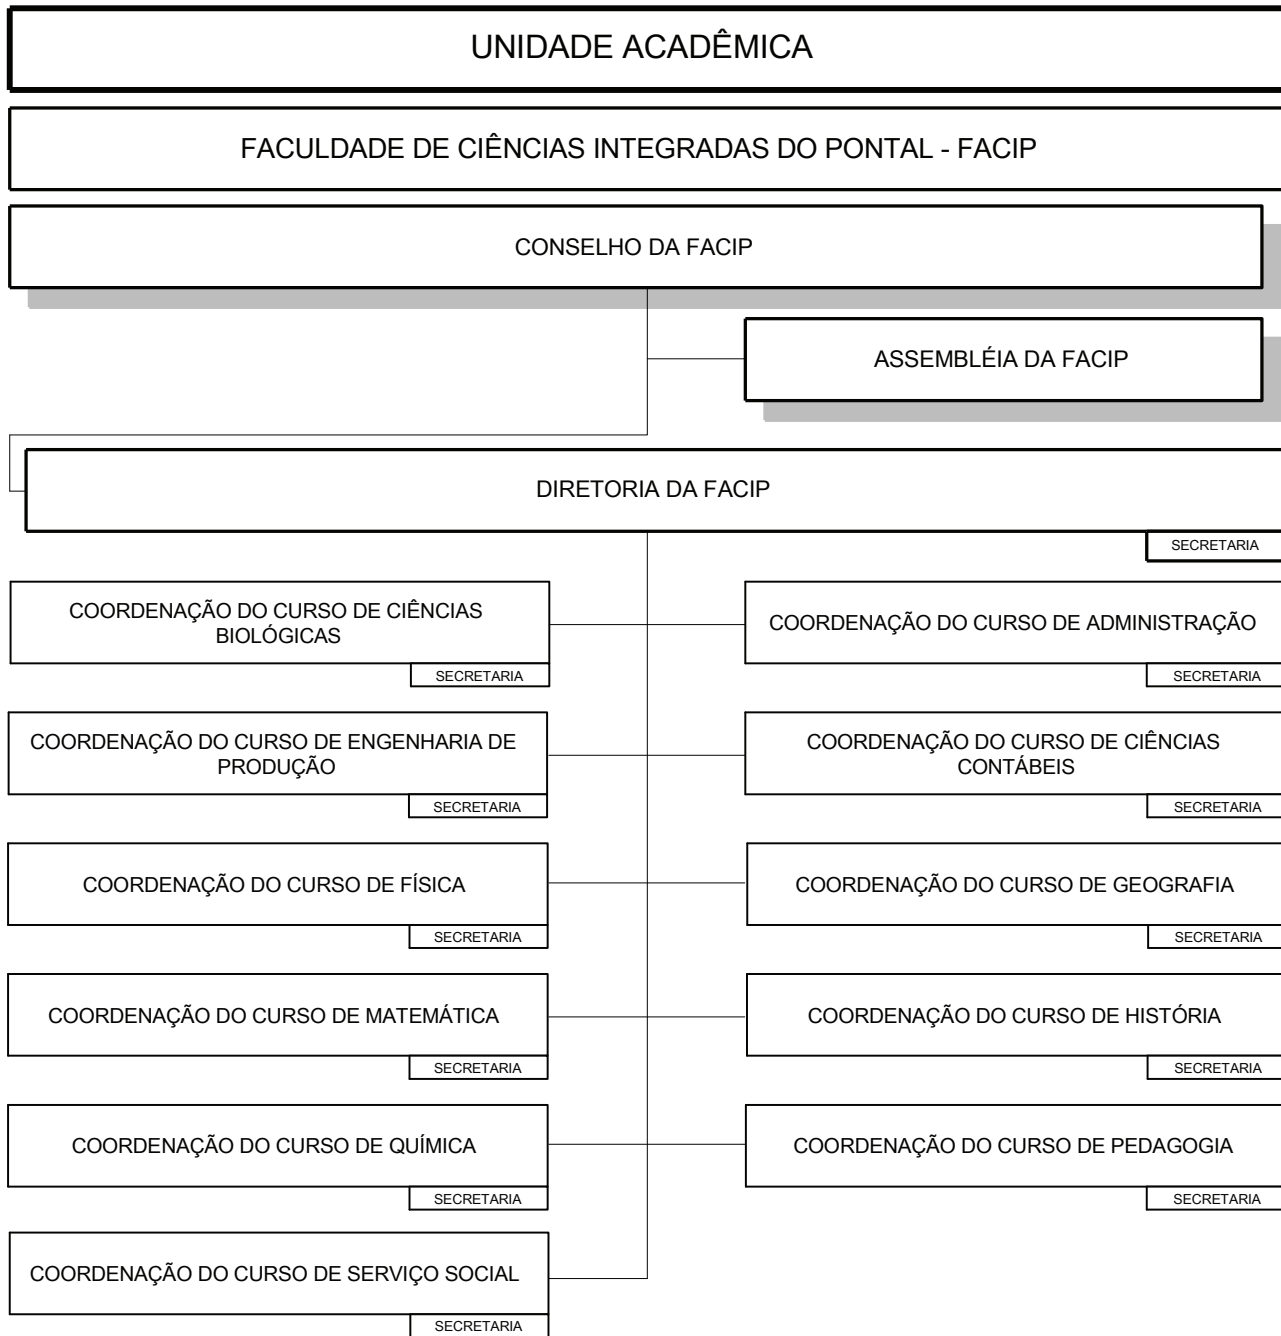 UNIDADE ACADÊMICA
FACULDADE DE CIÊNCIAS INTEGRADAS DO PONTAL - FACIP
CONSELHO DA FACIP
ASSEMBLÉIA DA FACIP
DIRETORIA DA FACIP
SECRETARIA
COORDENAÇÃO DO CURSO DE CIÊNCIAS
BIOLÓGICAS
SECRETARIA
COORDENAÇÃO DO CURSO DE ADMINISTRAÇÃO
SECRETARIA
COORDENAÇÃO DO CURSO DE ENGENHARIA DE
PRODUÇÃO
SECRETARIA
COORDENAÇÃO DO CURSO DE CIÊNCIAS
CONTÁBEIS
SECRETARIA
COORDENAÇÃO DO CURSO DE FÍSICA
SECRETARIA
COORDENAÇÃO DO CURSO DE GEOGRAFIA
SECRETARIA
COORDENAÇÃO DO CURSO DE MATEMÁTICA
SECRETARIA
COORDENAÇÃO DO CURSO DE HISTÓRIA
SECRETARIA
COORDENAÇÃO DO CURSO DE QUÍMICA
SECRETARIA
COORDENAÇÃO DO CURSO DE PEDAGOGIA
SECRETARIA
COORDENAÇÃO DO CURSO DE SERVIÇO SOCIAL
SECRETARIA